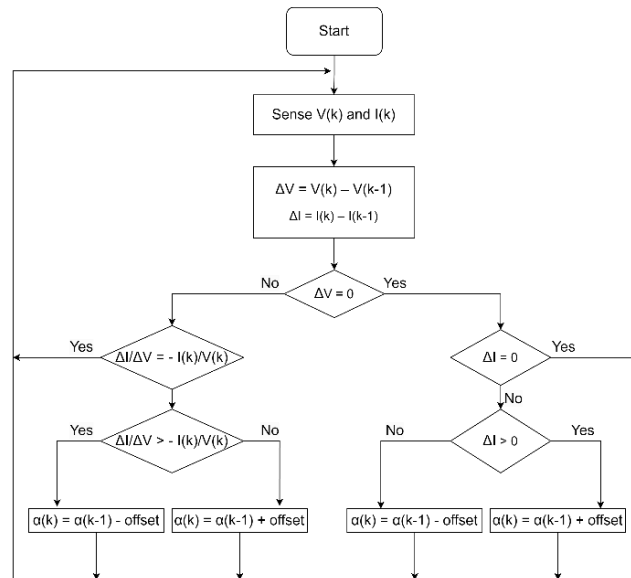 Start
Sense V(k) and I(k)
ΔV = V(k) – V(k-1)
ΔI = I(k) – I(k-1)
No
ΔV = 0
Yes
Yes
ΔI/ΔV = - I(k)/V(k)
ΔI = 0
Yes
No
Yes
ΔI/ΔV > - I(k)/V(k)
No
No
ΔI > 0
Yes
α(k) = α(k-1) - offset
α(k) = α(k-1) + offset
α(k) = α(k-1) - offset
α(k) = α(k-1) + offset